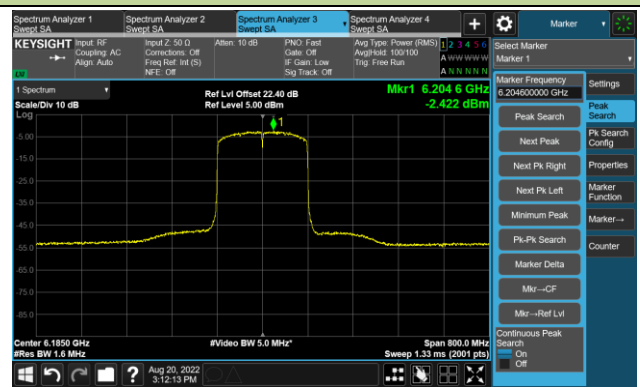 Spectrum Analyzer 1
Swept SA
Spectrum Analyzer 2
Swept SA
Spectrum Analyzer 3
Swept SA
Spectrum Analyzer 4
Swept SA
Marker
KEYSIGHT
Input: RF
Coupling: AC
Align: Auto
Input Z: 50 Ω
Corrections: Off
Freq Ref: Int (S)
NFE: Off
Atten: 10 dB
PNO: Fast
Gate: Off
IF Gain: Low
Sig Track: Off
Avg Type: Power (RMS)
Avg|Hold: 100/100
Trig: Free Run
1 2 3 4 5 6
A W W W W W
A N N N N N
Select Marker
Marker 1
1 Spectrum
Scale/Div 10 dB
Log
Ref Lvl Offset 22.40 dB
Ref Level 5.00 dBm
Mkr1 6.204 6 GHz
-2.422 dBm
1
-5.00
-15.0
-25.0
-35.0
-45.0
-55.0
-65.0
-75.0
-85.0
Center 6.1850 GHz
#Res BW 1.6 MHz
#Video BW 5.0 MHz*
Span 800.0 MHz
Sweep 1.33 ms (2001 pts)
Marker Frequency
6.204600000 GHz
Peak Search
Next Peak
Next Pk Right
Next Pk Left
Minimum Peak
Pk-Pk Search
Marker Delta
Mkr→CF
Mkr→Ref Lvl
Continuous Peak
Search
On
Off
Settings
Peak
Search
Pk Search
Config
Properties
Marker
Function
Marker→
Counter
?
Aug 20, 2022
3:12:13 PM